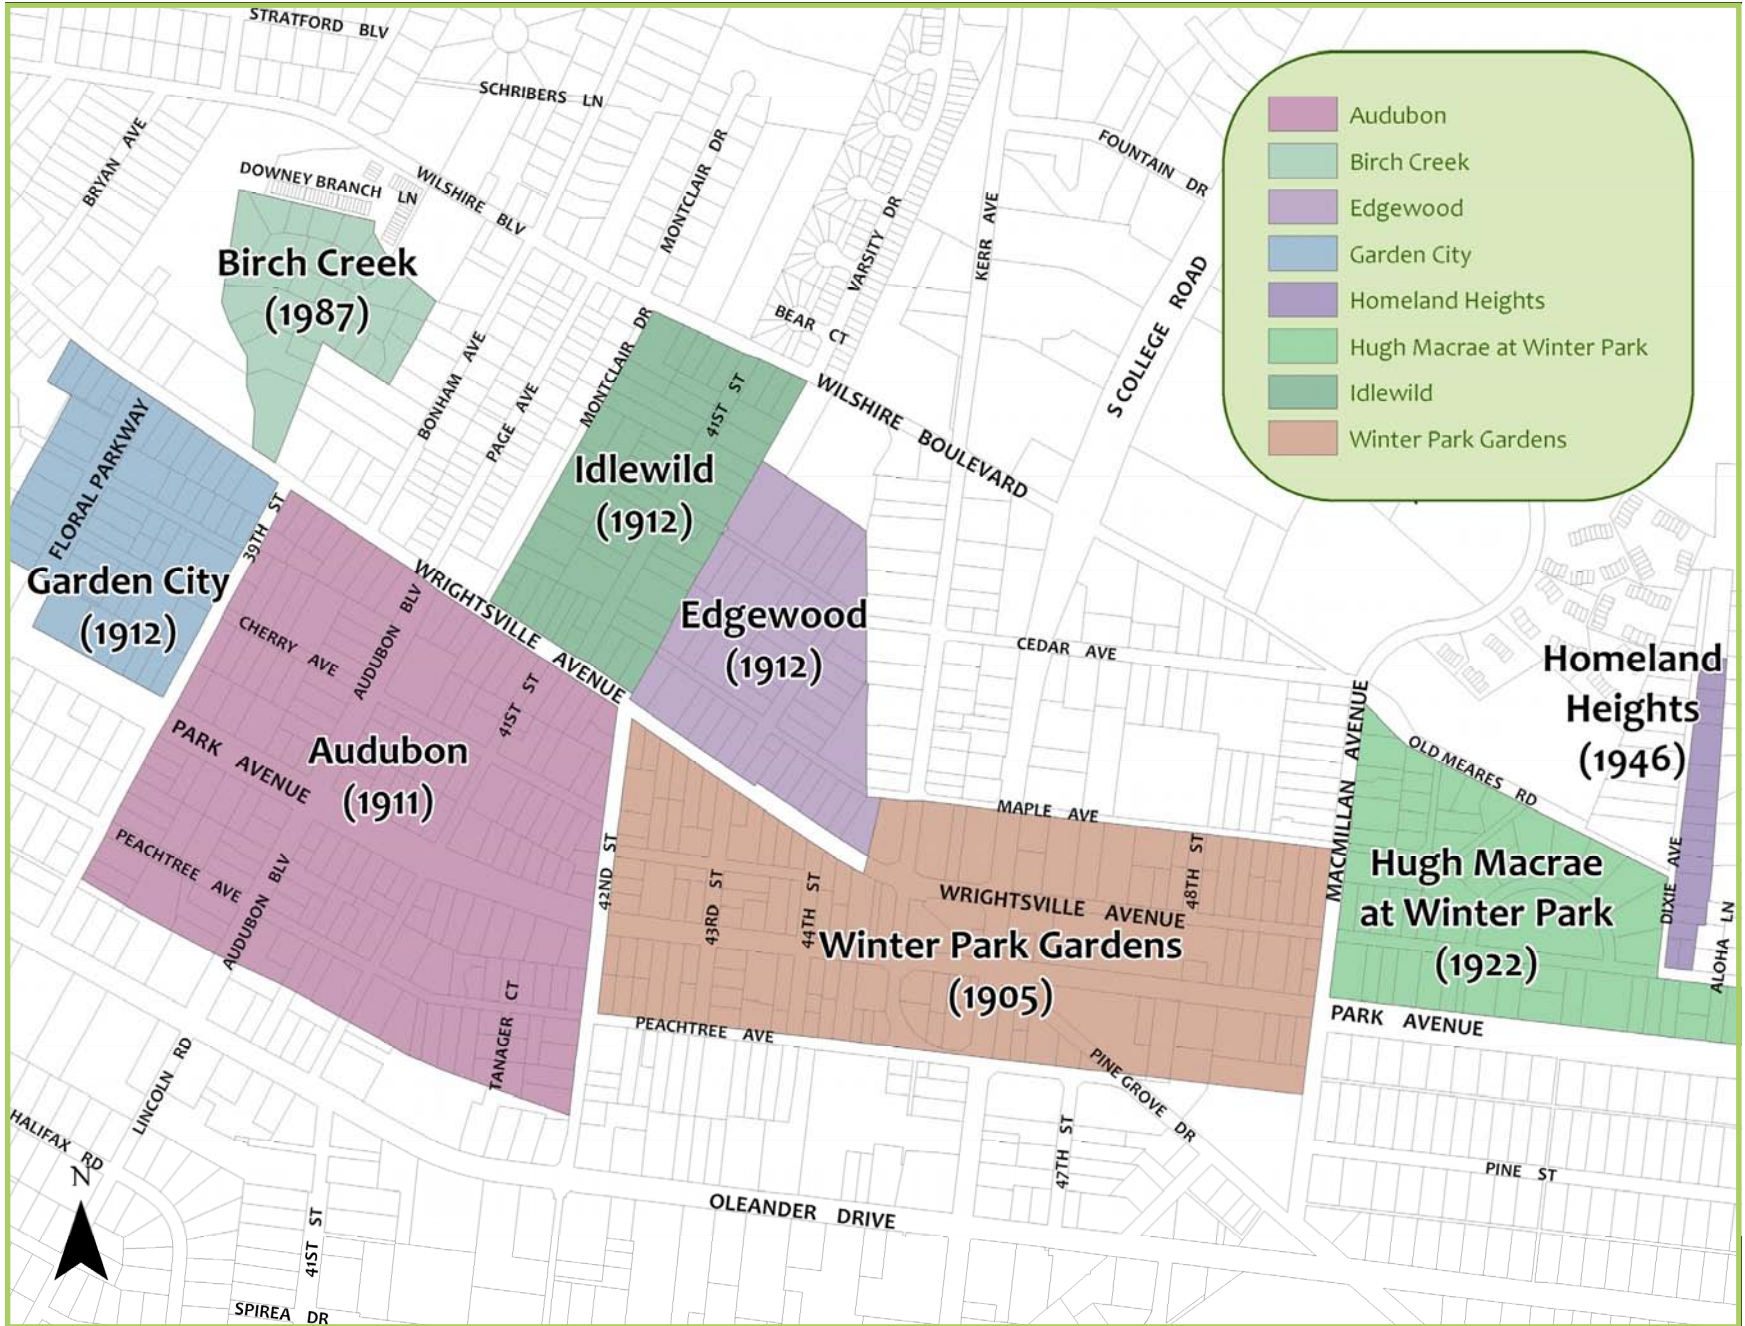 STRATFORD BLV
SCHRIBERS LN
BRYAN AVE
DOWNEY BRANCH LN
WILSHIRE BLV
MONTCLAIR DR
VARSITY DR
KERR AVE
FOUNTAIN DR
S COLLEGE ROAD
BEAR CT
Audubon
Birch Creek
Edgewood
Garden City
Homeland Heights
Hugh Macrae at Winter Park
Idlewild
Winter Park Gardens
Birch Creek
(1987)
BONHAM AVE
PAGE AVE
MONTCLAIR DR
41ST ST
WILSHIRE BOULEVARD
FLORAL PARKWAY
39TH ST
Idlewild
(1912)
Garden City
(1912)
WRIGHTSVILLE AVENUE
CHERRY AVE
AUDUBON BLV
41ST ST
Edgewood
(1912)
CEDAR AVE
Homeland
Heights
(1946)
PARK AVENUE
Audubon
(1911)
MACMILLAN AVENUE
OLD MEARES RD
PEACHTREE AVE
AUDUBON BLV
42ND ST
43RD ST
44TH ST
MAPLE AVE
48TH ST
WRIGHTSVILLE AVENUE
Winter Park Gardens
(1905)
Hugh Macrae
at Winter Park
(1922)
DIXIE AVE
ALOHA LN
TANAGER CT
PEACHTREE AVE
PARK AVENUE
PINE GROVE DR
LINCOLN RD
HALIFAX RD
47TH ST
PINE ST
N
OLEANDER DRIVE
41ST ST
SPIREA DR